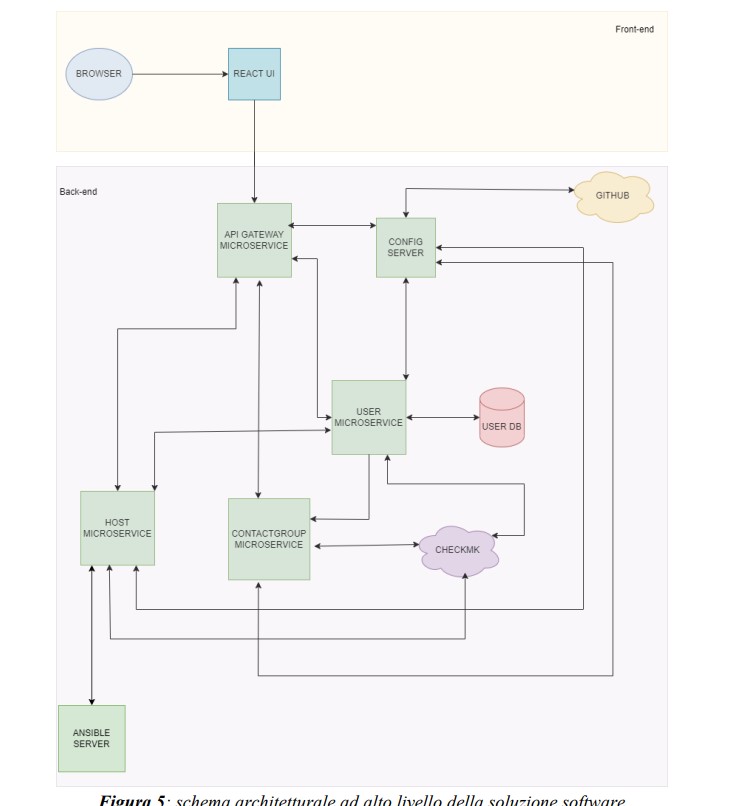 Front-end
BROWSER
REACT UI
Back-end
GITHUB
API GATEWAY
MICROSERVICE
CONFIG
SERVER
USER
MICROSERVICE
USER DB
HOST
MICROSERVICE
CONTACTGROUP
MICROSERVICE
CHECKMK
ANSIBLE
SERVER
Figura 5: schema architetturale ad alto livello della soluzione software